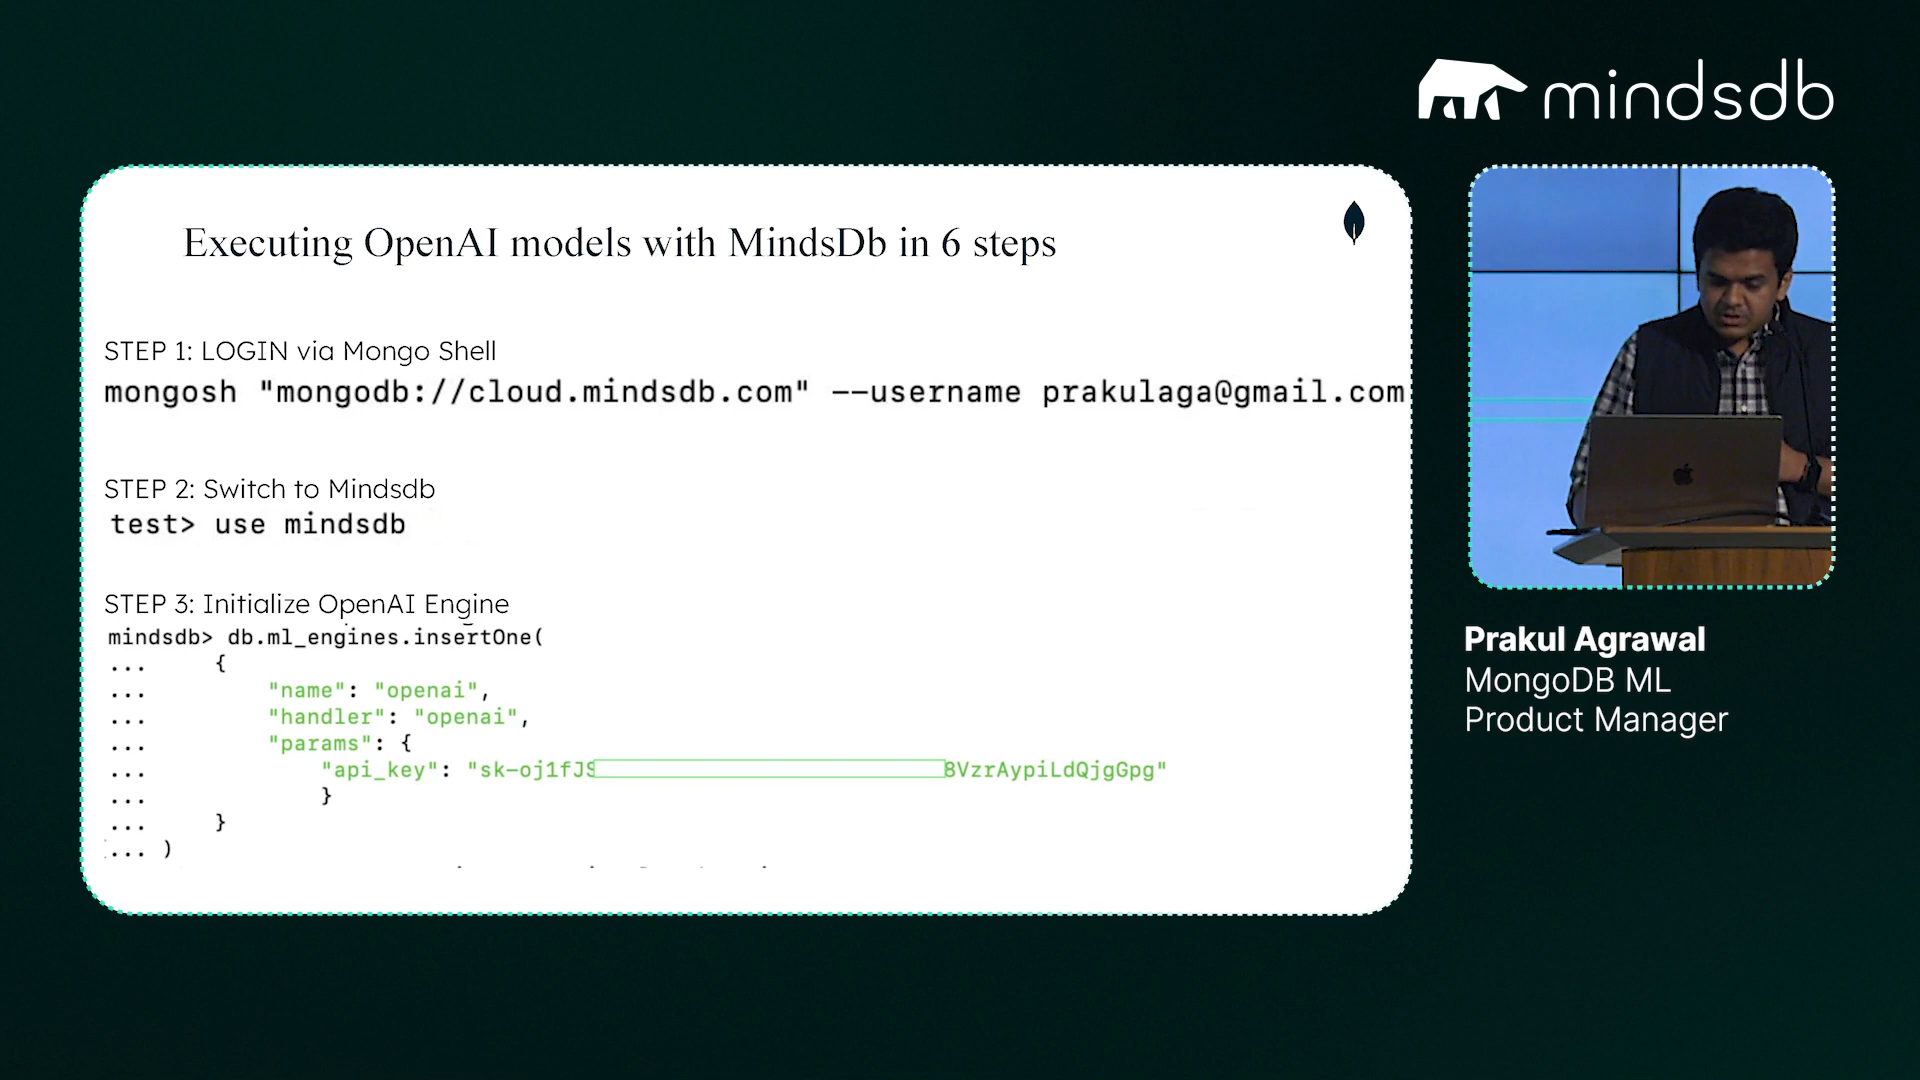 mindsdb
Executing OpenAI models with MindsDb in 6 steps
STEP 1: LOGIN via Mongo Shell
mongosh "mongodb://cloud.mindsdb.com" --username prakulaga@gmail.com
STEP 2: Switch to Mindsdb
test> use mindsdb
STEP 3: Initialize OpenAI Engine
mindsdb> db.ml_engines.insertOne(
... {
... "name": "openai",
... "handler": "openai",
... "params": {
... "api_key": "sk-oj1fJS 8VzrAypiLdQjgGpg"
... }
... }
... )
Prakul Agrawal
MongoDB ML
Product Manager